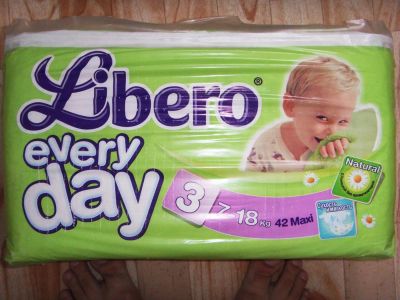 Libero®
every
day
3 7-18 kg 42 Maxi
Natural